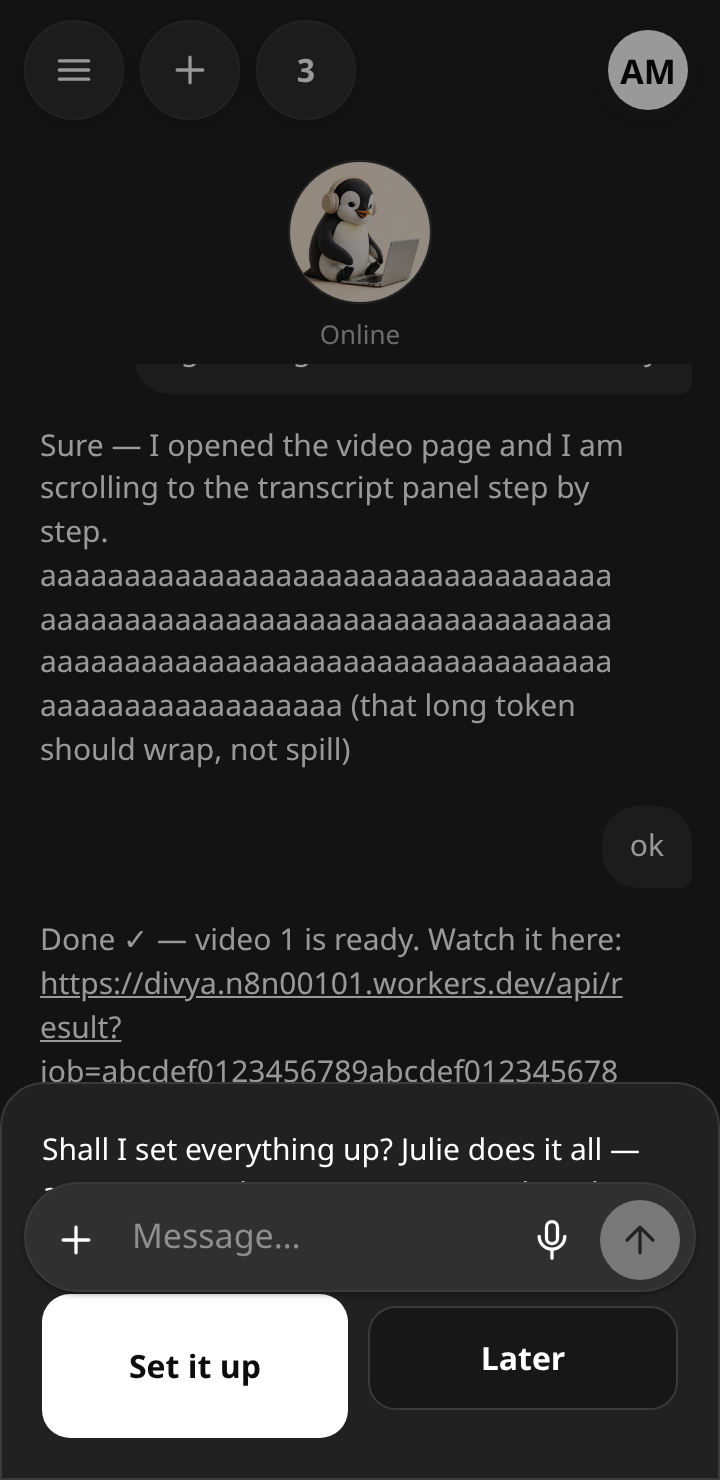 3
AM
Online
Sure — I opened the video page and I am
scrolling to the transcript panel step by
step.
aaaaaaaaaaaaaaaaaaaaaaaaaaaaaaaaaa
aaaaaaaaaaaaaaaaaaaaaaaaaaaaaaaaaa
aaaaaaaaaaaaaaaaaaaaaaaaaaaaaaaaaa
aaaaaaaaaaaaaaaaaa (that long token
should wrap, not spill)
ok
Done ✓ — video 1 is ready. Watch it here:
https://divya.n8n00101.workers.dev/api/r
esult?
job=abcdef0123456789abcdef012345678
Shall I set everything up? Julie does it all —
Message...
Set it up
Later